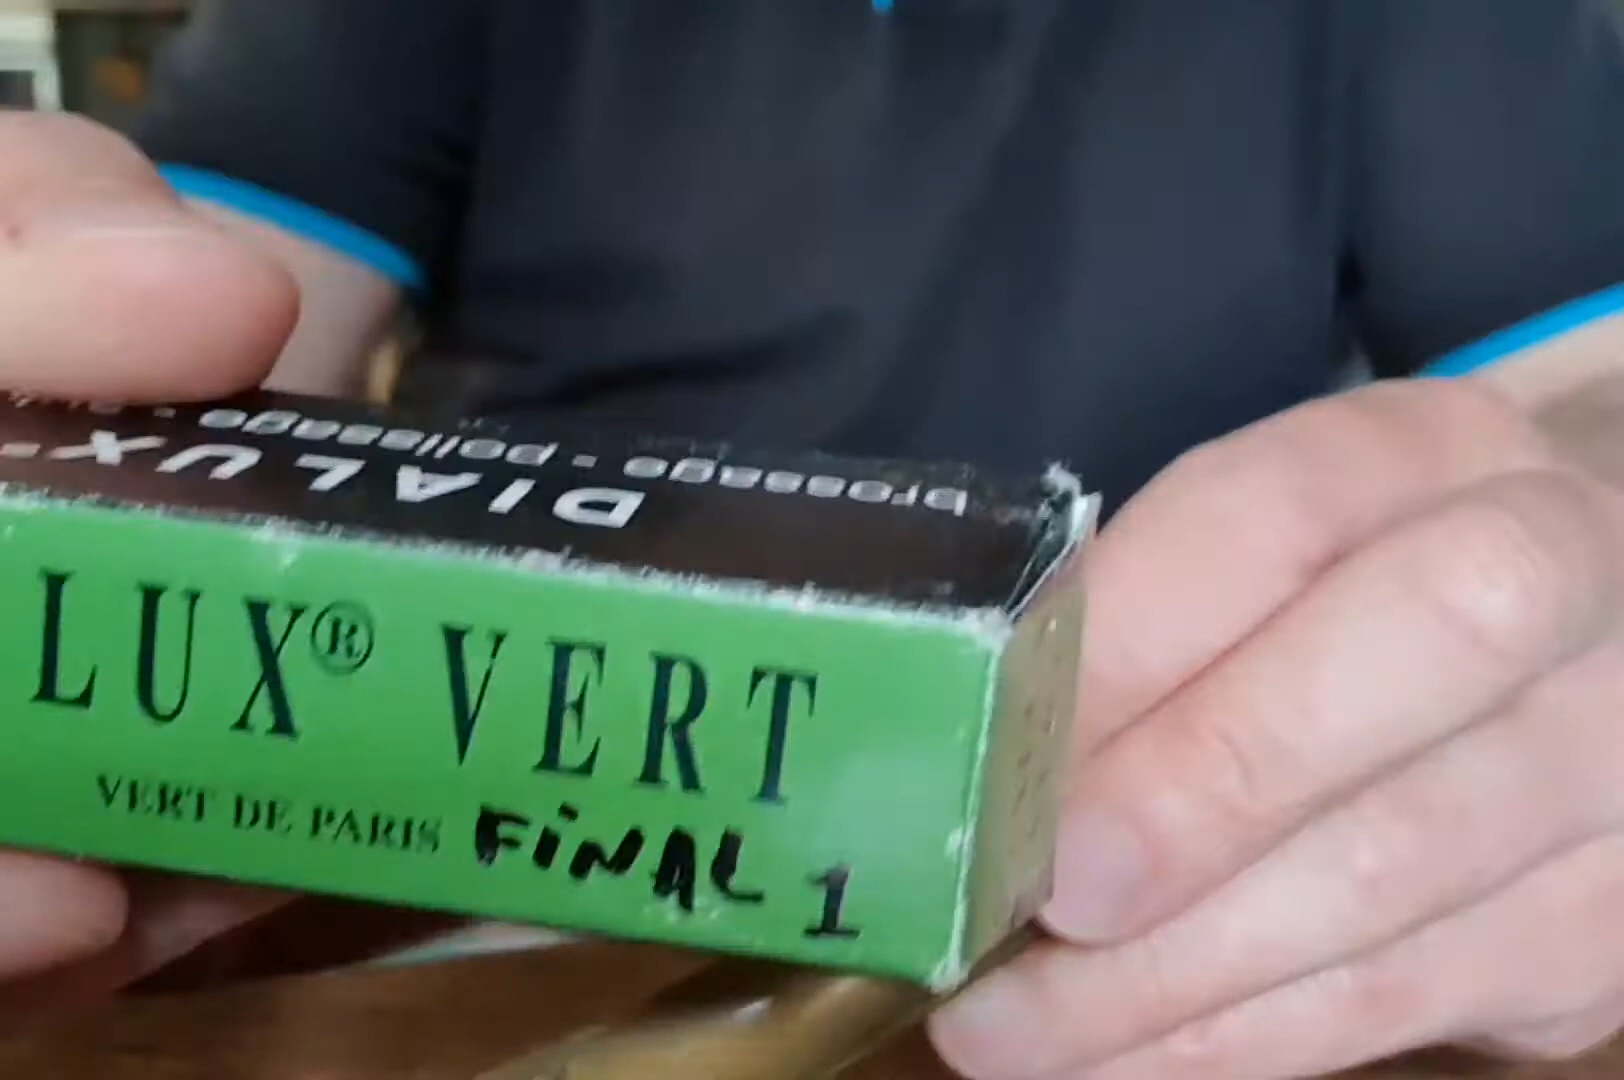 brossage - polissage -
DIALUX
LUX® VERT
VERT DE PARIS FiNAL 1